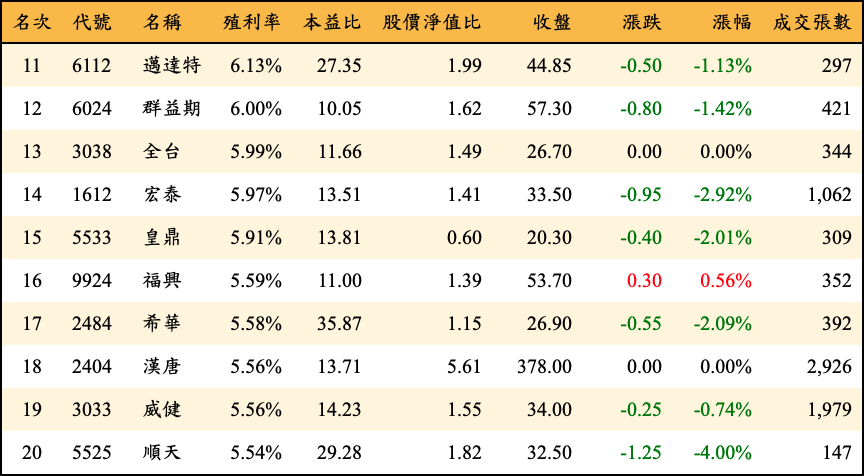 名次 代號 名稱 殖利率 本益比 股價淨值比 收盤 漲跌 漲幅 成交張數
11 6112 邁達特 6.13% 27.35 1.99 44.85 -0.50 -1.13% 297
12 6024 群益期 6.00% 10.05 1.62 57.30 -0.80 -1.42% 421
13 3038 全台 5.99% 11.66 1.49 26.70 0.00 0.00% 344
14 1612 宏泰 5.97% 13.51 1.41 33.50 -0.95 -2.92% 1,062
15 5533 皇鼎 5.91% 13.81 0.60 20.30 -0.40 -2.01% 309
16 9924 福興 5.59% 11.00 1.39 53.70 0.30 0.56% 352
17 2484 希華 5.58% 35.87 1.15 26.90 -0.55 -2.09% 392
18 2404 漢唐 5.56% 13.71 5.61 378.00 0.00 0.00% 2,926
19 3033 威健 5.56% 14.23 1.55 34.00 -0.25 -0.74% 1,979
20 5525 順天 5.54% 29.28 1.82 32.50 -1.25 -4.00% 147